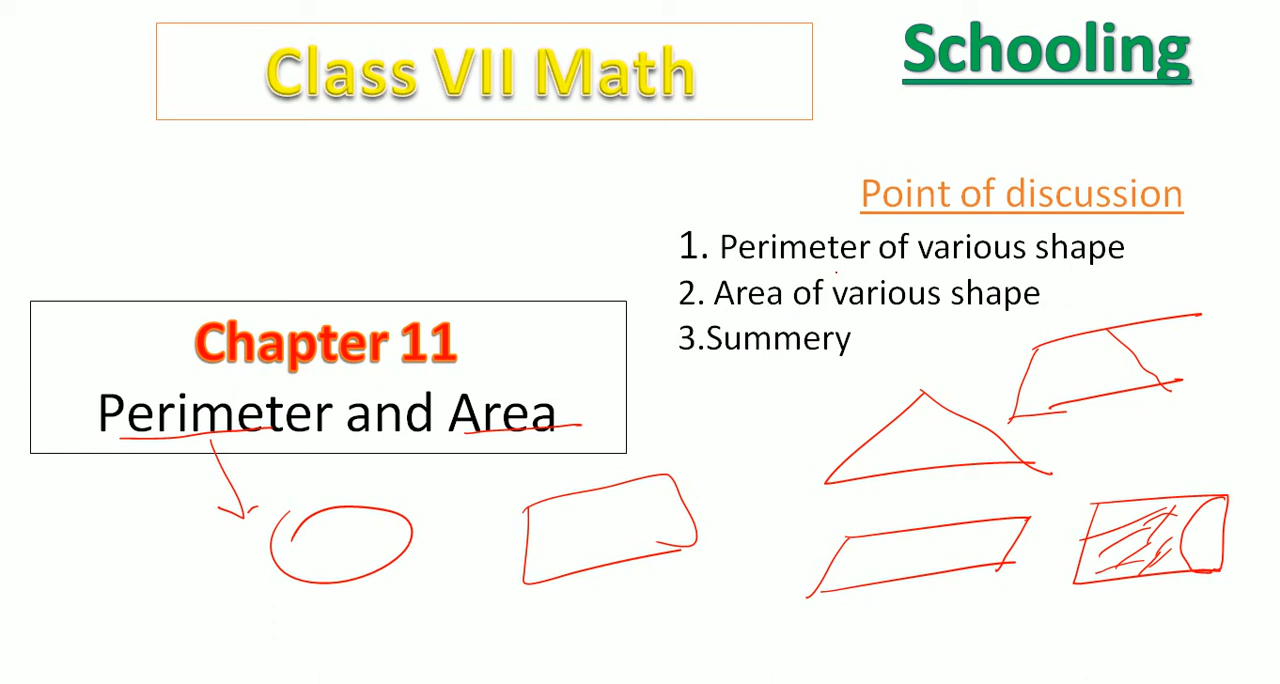 Class VII Math
Schooling
Point of discussion
1. Perimeter of various shape
2. Area of various shape
3.Summery
Chapter 11
Perimeter and Area